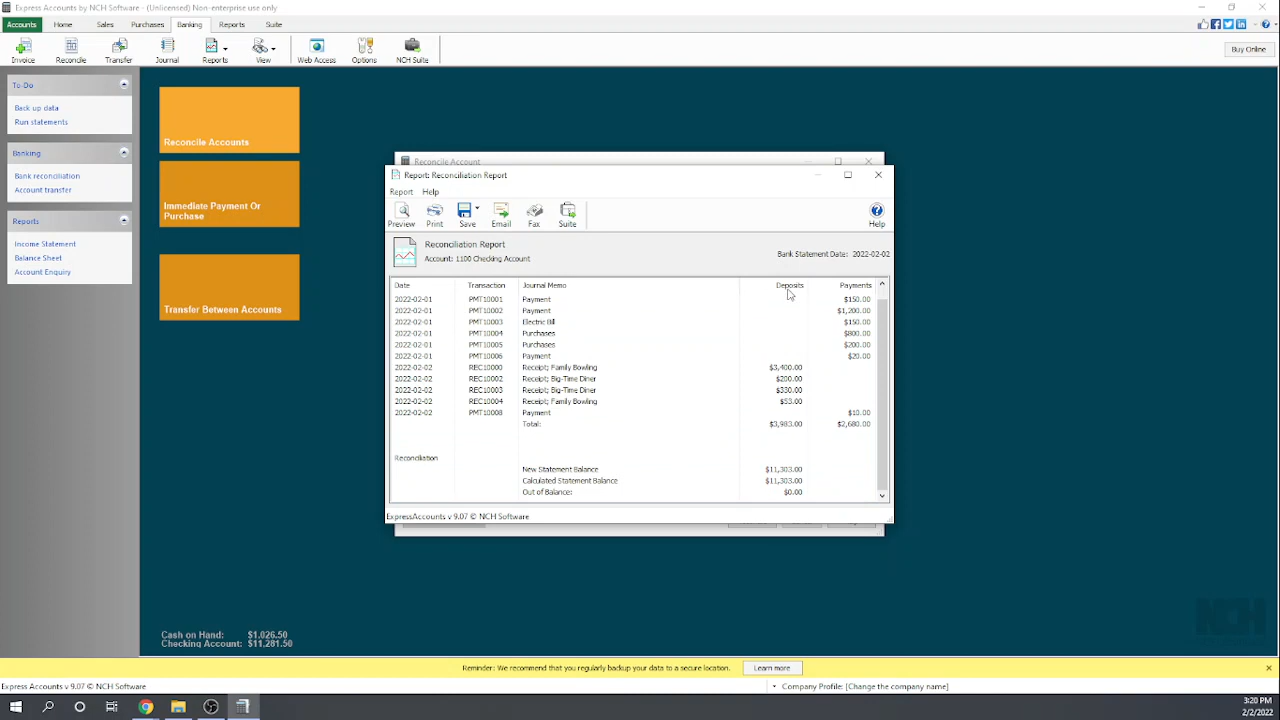 Express Accounts by NCH Software - (Unlicensed) Non-enterprise use only
Accounts Home Sales Purchases Banking Reports Suite
Invoice Reconcile Transfer Journal Reports View Web Access Options NCH Suite Buy Online
To-Do
Back up data
Run statements
Banking
Bank reconciliation
Account transfer
Reports
Income Statement
Balance Sheet
Account Enquiry
Reconcile Accounts
Immediate Payment Or
Purchase
Transfer Between Accounts
Reconcile Account
Report: Reconciliation Report
Report Help
Preview Print Save Email Fax Suite Help
Reconciliation Report
Account: 1100 Checking Account
Bank Statement Date: 2022-02-02
Date Transaction Journal Memo Deposits Payments
2022-02-01 PMT10001 Payment $150.00
2022-02-01 PMT10002 Payment $1,200.00
2022-02-01 PMT10003 Electric Bill $150.00
2022-02-01 PMT10004 Purchases $800.00
2022-02-01 PMT10005 Purchases $200.00
2022-02-01 PMT10006 Payment $20.00
2022-02-02 REC10000 Receipt; Family Bowling $3,400.00
2022-02-02 REC10002 Receipt; Big-Time Diner $200.00
2022-02-02 REC10003 Receipt; Big-Time Diner $330.00
2022-02-02 REC10004 Receipt; Family Bowling $53.00
2022-02-02 PMT10008 Payment $10.00
Total: $3,983.00 $2,680.00
Reconciliation
New Statement Balance $11,303.00
Calculated Statement Balance $11,303.00
Out of Balance: $0.00
ExpressAccounts v 9.07 © NCH Software
Cash on Hand: $1,026.50
Checking Account: $11,281.50
NCH
Reminder: We recommend that you regularly backup your data to a secure location. Learn more
Express Accounts v 9.07 © NCH Software
Company Profile: [Change the company name]
3:20 PM
2/2/2022